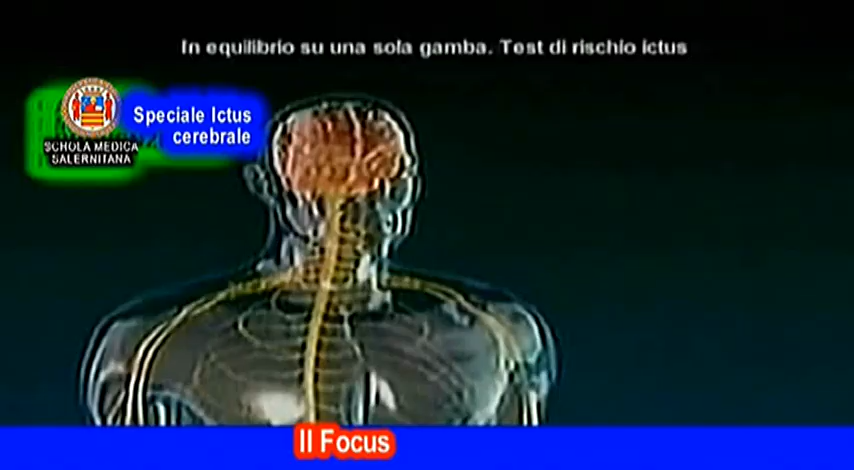 In equilibrio su una sola gamba. Test di rischio ictus
Speciale Ictus
cerebrale
SCHOLA MEDICA
SALERNITANA
Il Focus